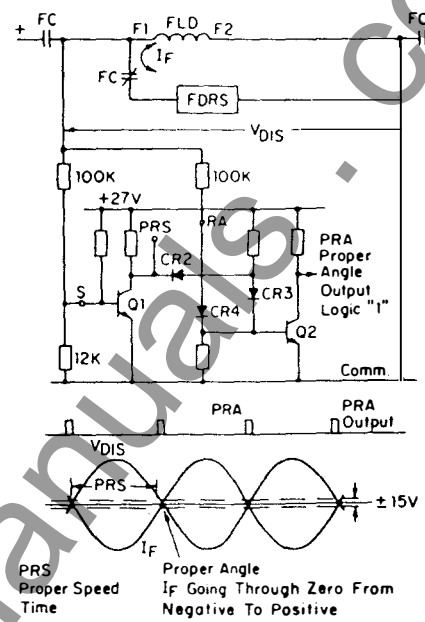 FC F1 FLD F2 FC
+
IF
FC
FDRS
VDIS
100K 100K
+27V
PRS RA
CR2
PRA
Proper
Angle
Output
Logic "1"
S Q1 CR4 CR3 Q2
12K
Comm.
PRA PRA
Output
VDIS
PRS
± 15V
IF
PRS
Proper Speed
Time
Proper Angle
IF Going Through Zero From
Negative To Positive